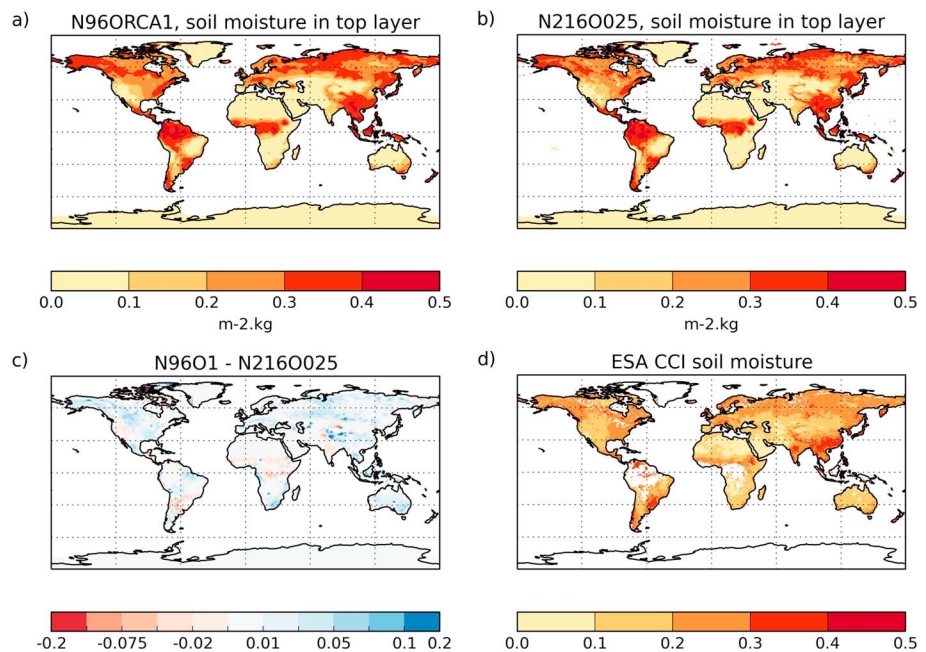 a)
N96ORCA1, soil moisture in top layer
0.0 0.1 0.2 0.3 0.4 0.5
m-2.kg
b)
N216O025, soil moisture in top layer
0.0 0.1 0.2 0.3 0.4 0.5
m-2.kg
c)
N96O1 - N216O025
-0.2 -0.075 -0.02 0.01 0.05 0.1 0.2
d)
ESA CCI soil moisture
0.0 0.1 0.2 0.3 0.4 0.5